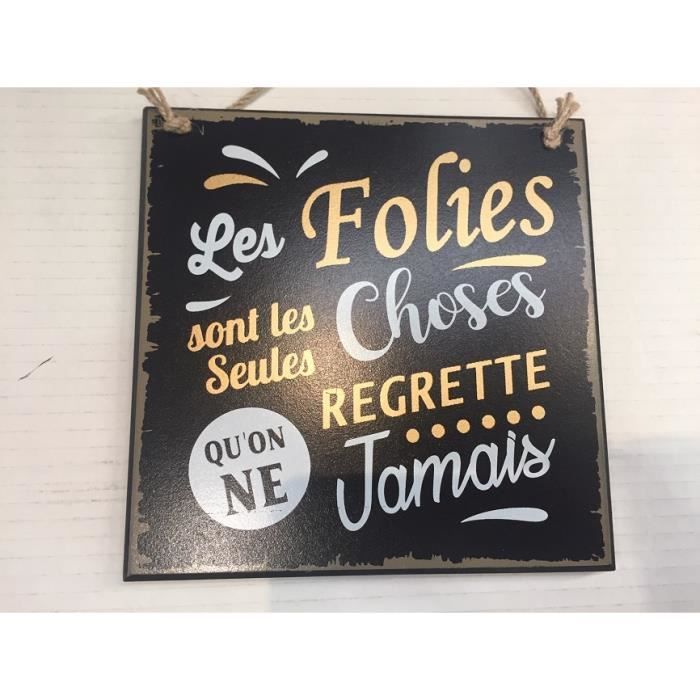 Les Folies
sont les Seules Choses
QU'ON NE REGRETTE
Jamais